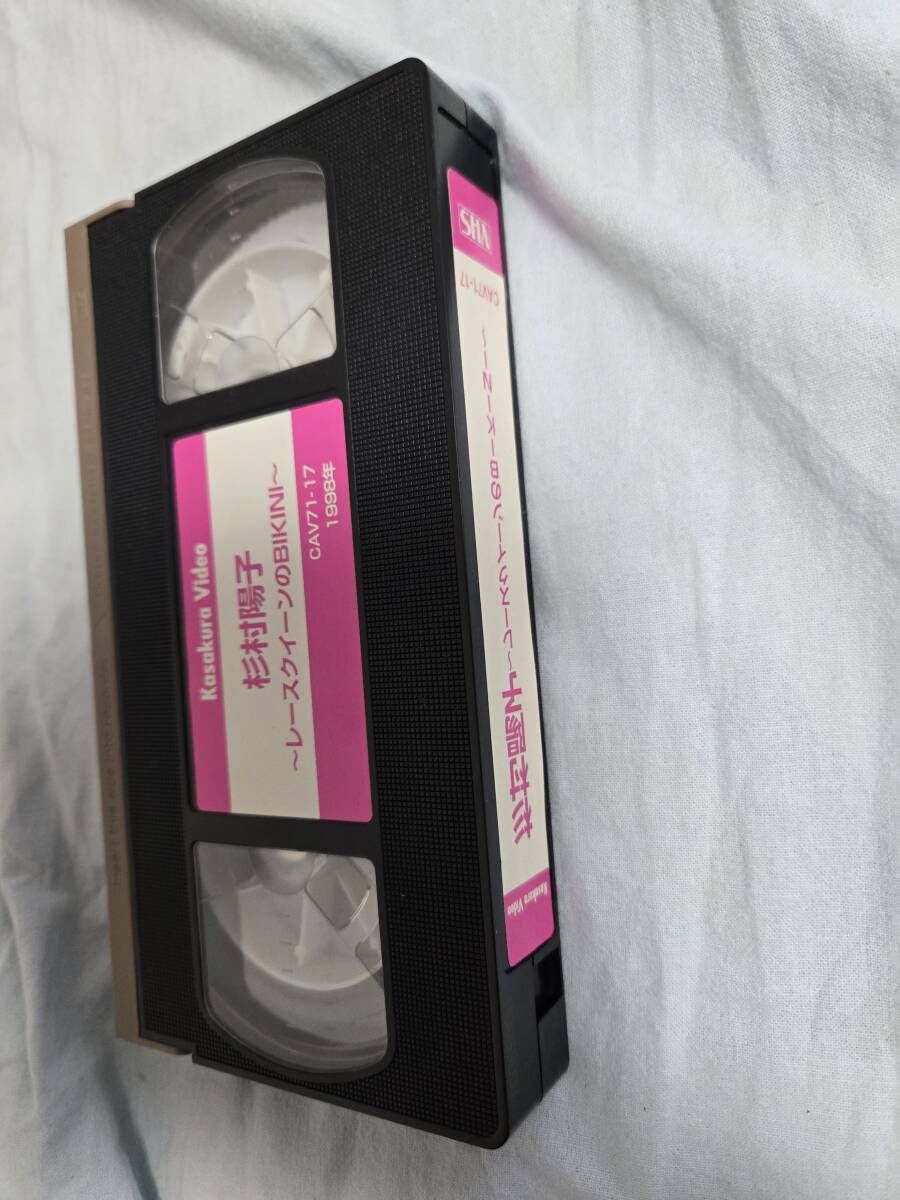 Kasakura Video
杉村陽子
〜レースクイーンのBIKINI〜
CAV71-17
1998年
VHS
CAV71-17
杉村陽子〜レースクイーンのBIKINI〜
Kasakura Video